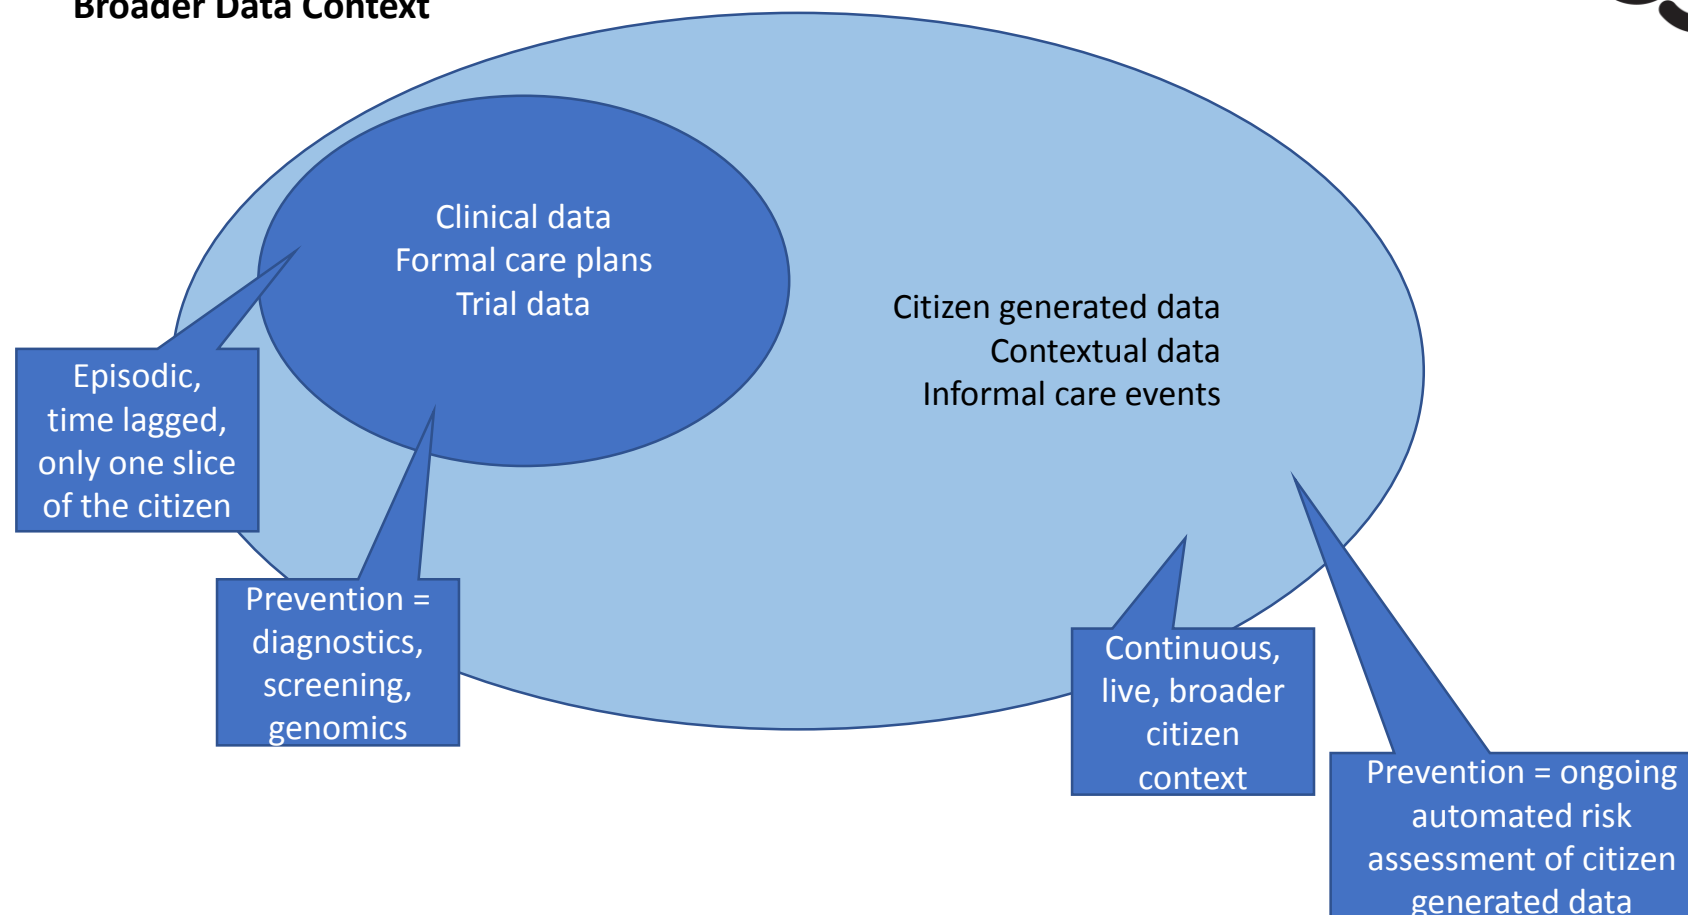 Broader Data Context
Clinical data
Formal care plans
Trial data
Citizen generated data
Contextual data
Informal care events
Episodic,
time lagged,
only one slice
of the citizen
Prevention =
diagnostics,
screening,
genomics
Continuous,
live, broader
citizen
context
Prevention = ongoing
automated risk
assessment of citizen
generated data